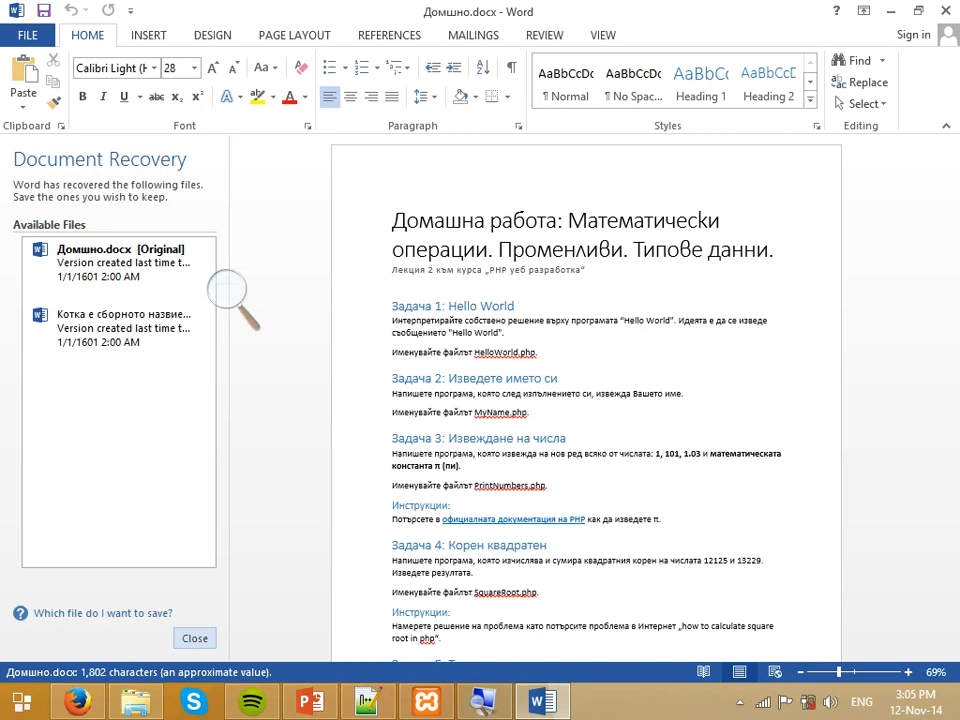 Домшно.docx - Word
FILE HOME INSERT DESIGN PAGE LAYOUT REFERENCES MAILINGS REVIEW VIEW Sign in
Paste
Calibri Light (H 28
AaBbCcDc AaBbCcDc AaBbCc AaBbCcD
¶ Normal ¶ No Spac... Heading 1 Heading 2
Find
Replace
Select
Clipboard Font Paragraph Styles Editing
Document Recovery
Word has recovered the following files.
Save the ones you wish to keep.
Available Files
Домшно.docx [Original]
Version created last time t...
1/1/1601 2:00 AM
Котка е сборното назвие...
Version created last time t...
1/1/1601 2:00 AM
Which file do I want to save?
Close
Домашна работа: Математически
операции. Променливи. Типове данни.
Лекция 2 към курса „PHP уеб разработка“
Задача 1: Hello World
Интерпретирайте собствено решение върху програмата “Hello World”. Идеята е да се изведе
съобщението "Hello World".
Именувайте файлът HelloWorld.php.
Задача 2: Изведете името си
Напишете програма, която след изпълнението си, извежда Вашето име.
Именувайте файлът MyName.php.
Задача 3: Извеждане на числа
Напишете програма, която извежда на нов ред всяко от числата: 1, 101, 1.03 и математическата
константа π (пи).
Именувайте файлът PrintNumbers.php.
Инструкции:
Потърсете в официалната документация на PHP как да изведете π.
Задача 4: Корен квадратен
Напишете програма, която изчислява и сумира квадратния корен на числата 12125 и 13229.
Изведете резултата.
Именувайте файлът SquareRoot.php.
Инструкции:
Намерете решение на проблема като потърсите проблема в Интернет „how to calculate square
root in php“.
Домшно.docx: 1,802 characters (an approximate value).
69%
ENG
3:05 PM
12-Nov-14